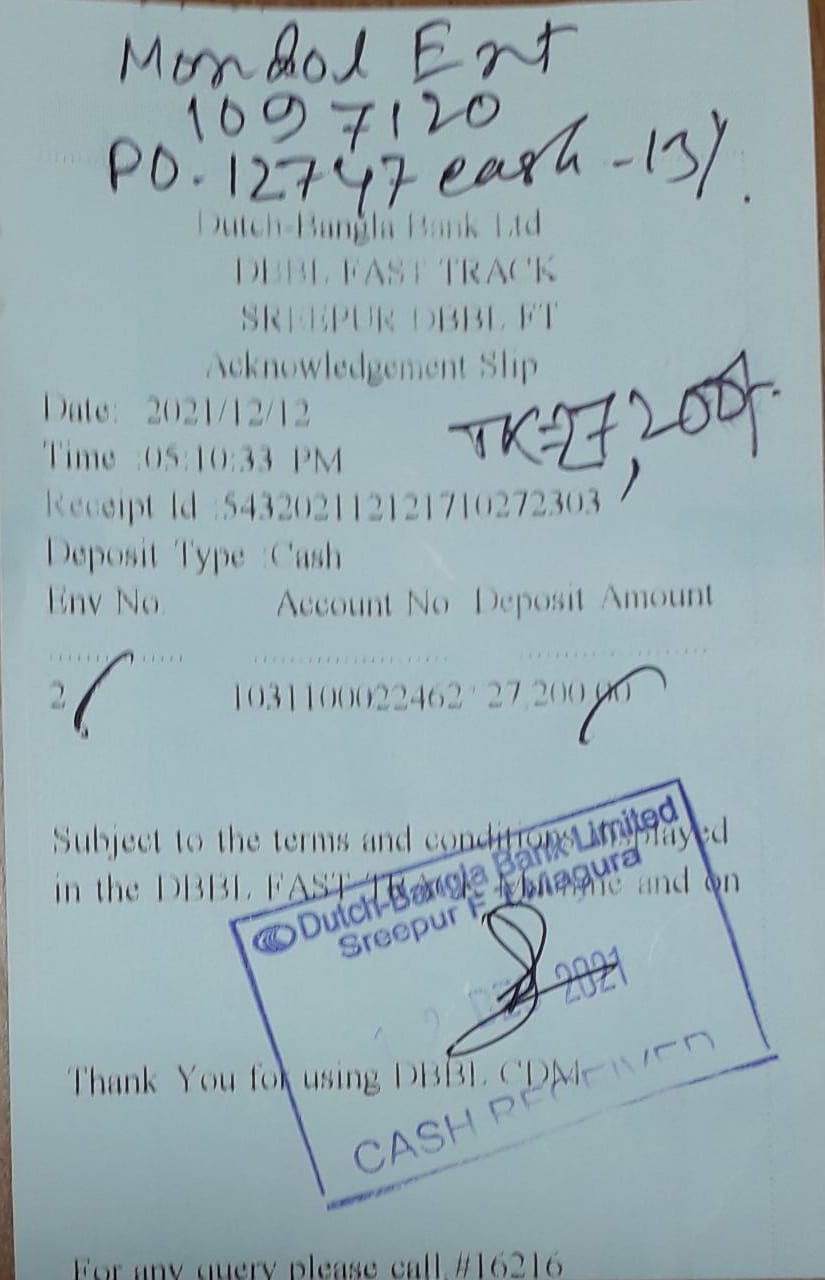 Mondol Ent
1097120
PO. 12747 cash - 13%.
Dutch-Bangla Bank Ltd
DBBL FAST TRACK
SREEPUR DBBL FT
Acknowledgement Slip
Date: 2021/12/12
TK=27,200/-
Time :05:10:33 PM
Receipt Id :543202112121710272303
Deposit Type :Cash
Env No. Account No Deposit Amount
2 1031100022462 27,200.00
Subject to the terms and conditions displayed
in the DBBL FAST TRACK Machine and on
Dutch-Bangla Bank Limited
Sreepur F. Magura
12 DEC 2021
Thank You for using DBBL CDM
CASH RECEIVED
For any query please call #16216